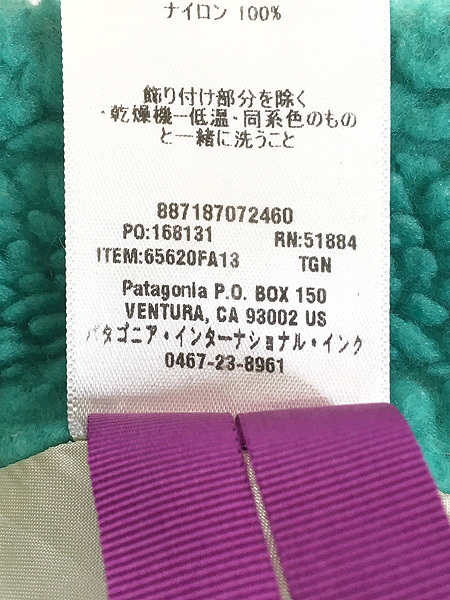 ナイロン 100%
飾り付け部分を除く
・乾燥機一低温・同系色のもの
と一緒に洗うこと
887187072460
PO:168131 RN:51884
ITEM:65620FA13 TGN
Patagonia P.O. BOX 150
VENTURA, CA 93002 US
パタゴニア・インターナショナル・インク
0467-23-8961